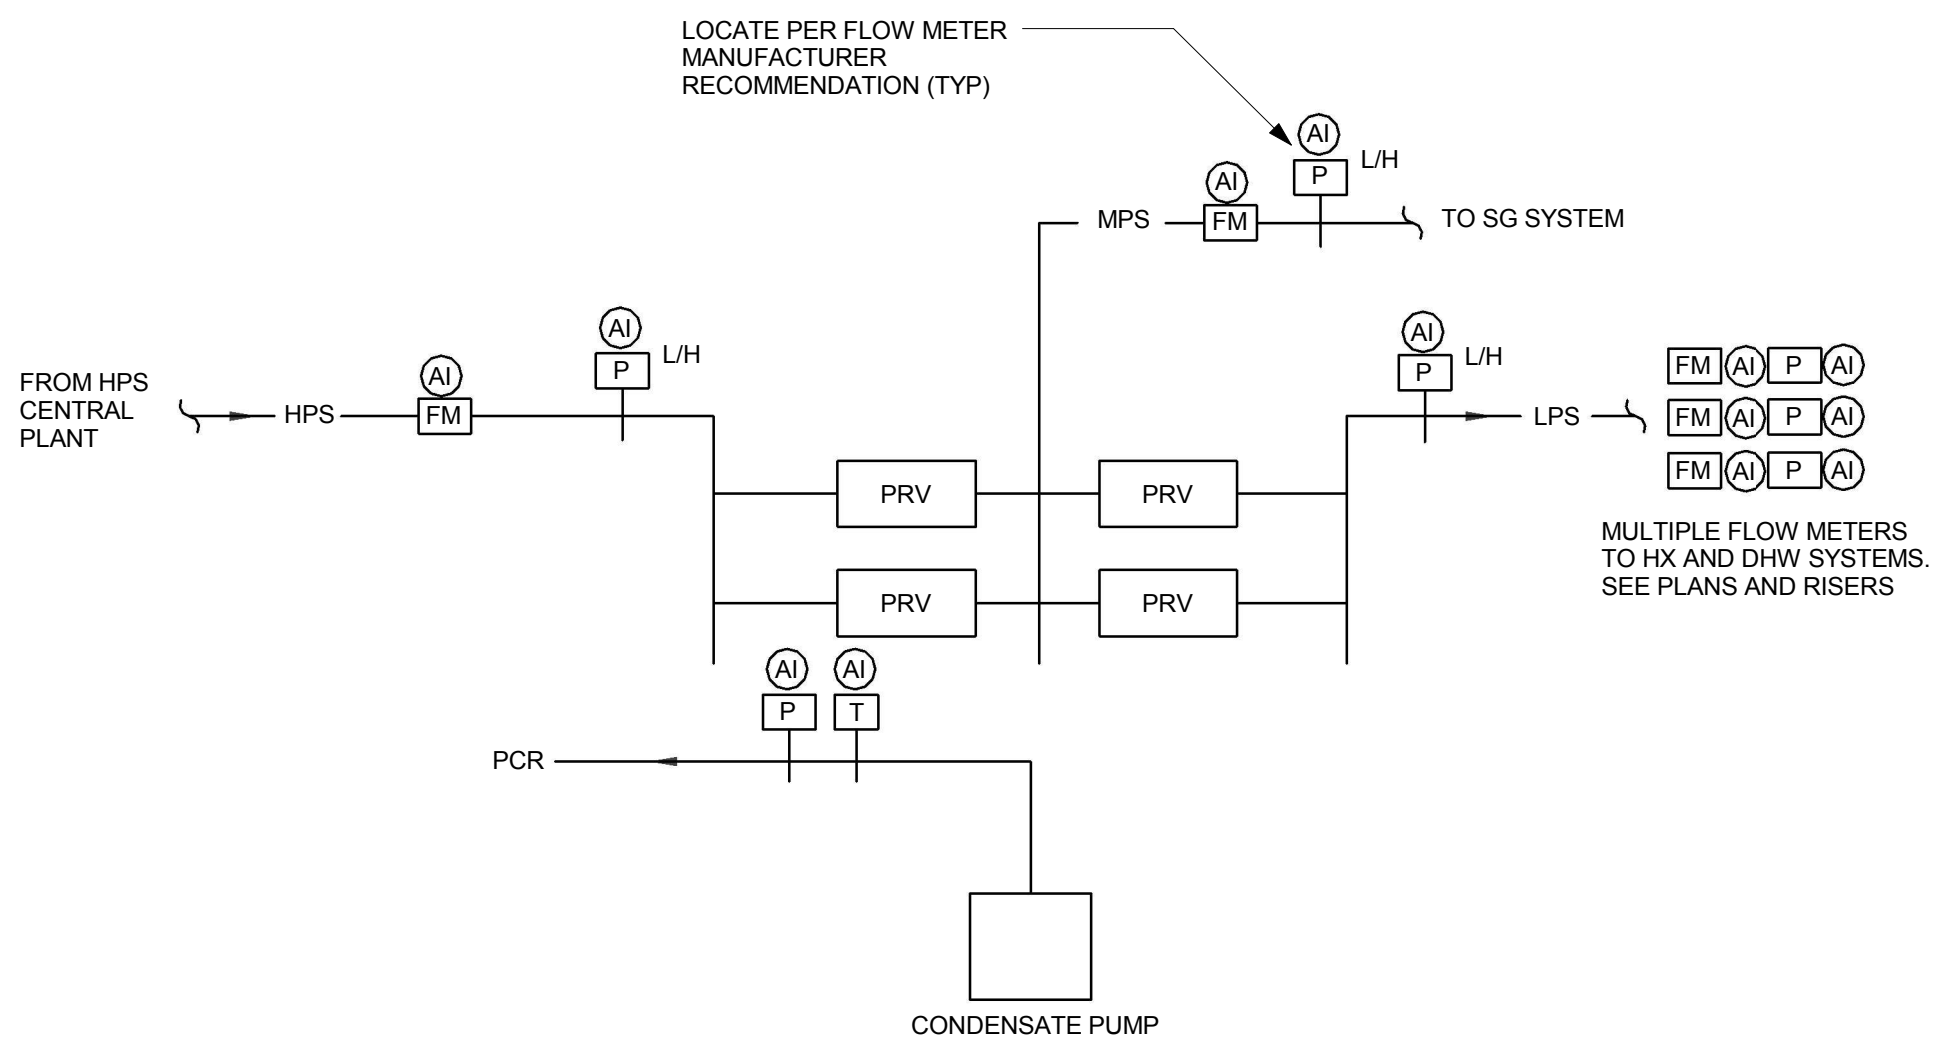 LOCATE PER FLOW METER
MANUFACTURER
RECOMMENDATION (TYP)
AI
P
L/H
AI
FM
MPS
TO SG SYSTEM
FROM HPS
CENTRAL
PLANT
HPS
AI
FM
AI
P
L/H
AI
P
L/H
LPS
FM AI P AI
FM AI P AI
FM AI P AI
MULTIPLE FLOW METERS
TO HX AND DHW SYSTEMS.
SEE PLANS AND RISERS
PRV
PRV
PRV
PRV
AI
AI
P
T
PCR
CONDENSATE PUMP